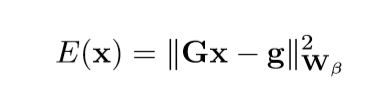 E(x) = ‖Gx − g‖²_{W_β}